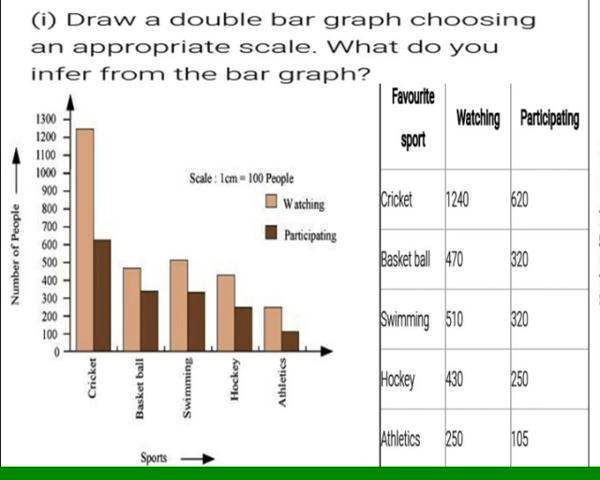 (i) Draw a double bar graph choosing
an appropriate scale. What do you
infer from the bar graph?
Number of People
1300
1200
1100
1000
900
800
700
600
500
400
300
200
100
0
Scale : 1cm = 100 People
Watching
Participating
Cricket
Basket ball
Swimming
Hockey
Athletics
Sports
Favourite sport Watching Participating
Cricket 1240 620
Basket ball 470 320
Swimming 510 320
Hockey 430 250
Athletics 250 105